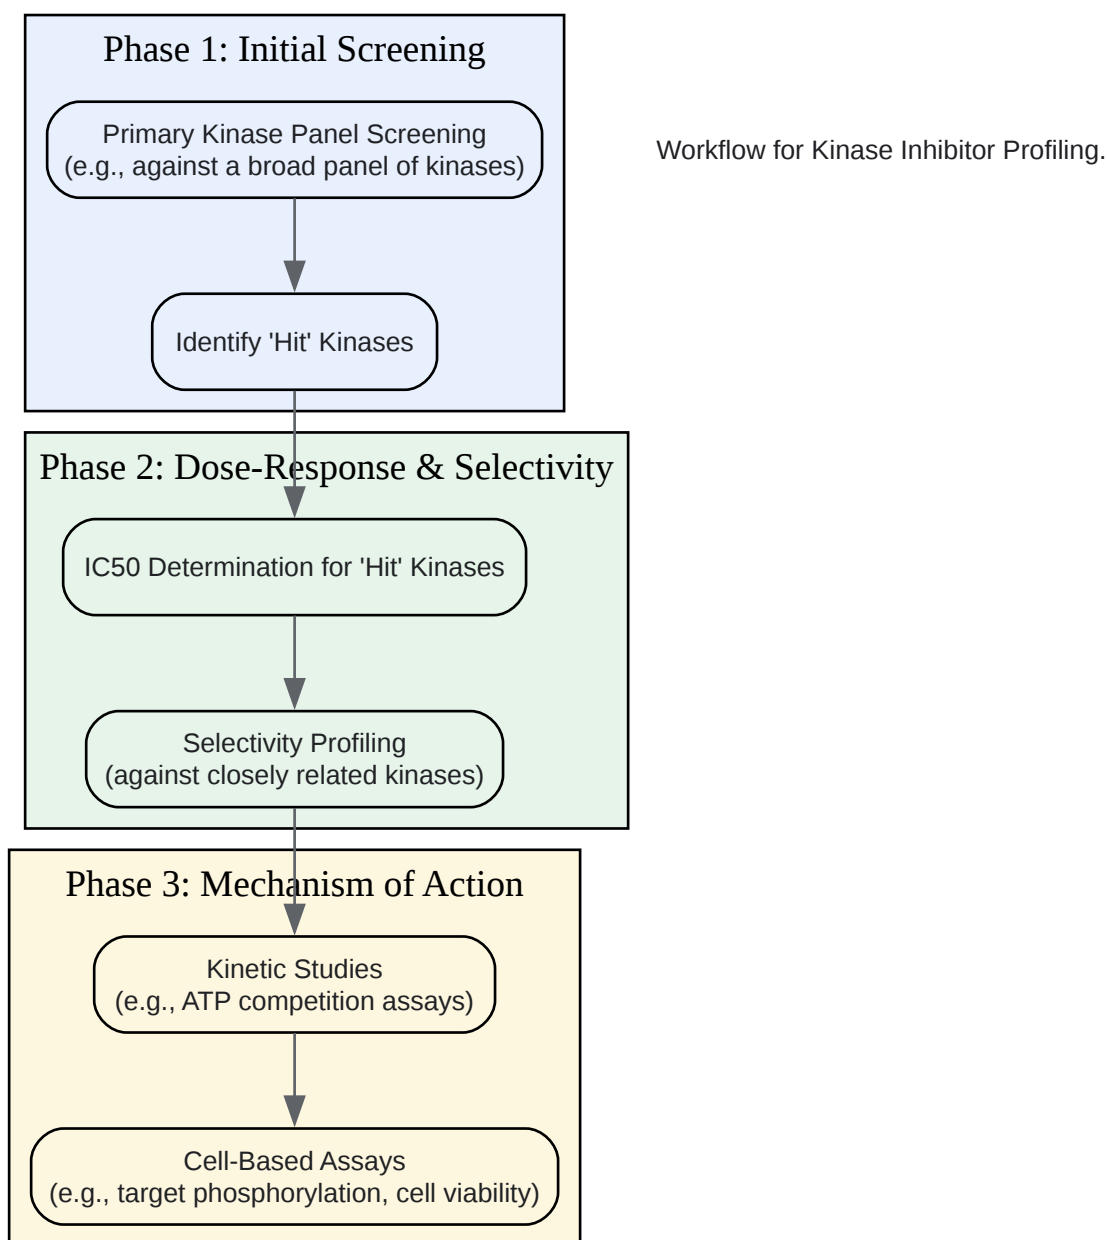 Phase 1: Initial Screening
Primary Kinase Panel Screening
(e.g., against a broad panel of kinases)
Workflow for Kinase Inhibitor Profiling.
Identify 'Hit' Kinases
Phase 2: Dose-Response & Selectivity
IC50 Determination for 'Hit' Kinases
Selectivity Profiling
(against closely related kinases)
Phase 3: Mechanism of Action
Kinetic Studies
(e.g., ATP competition assays)
Cell-Based Assays
(e.g., target phosphorylation, cell viability)